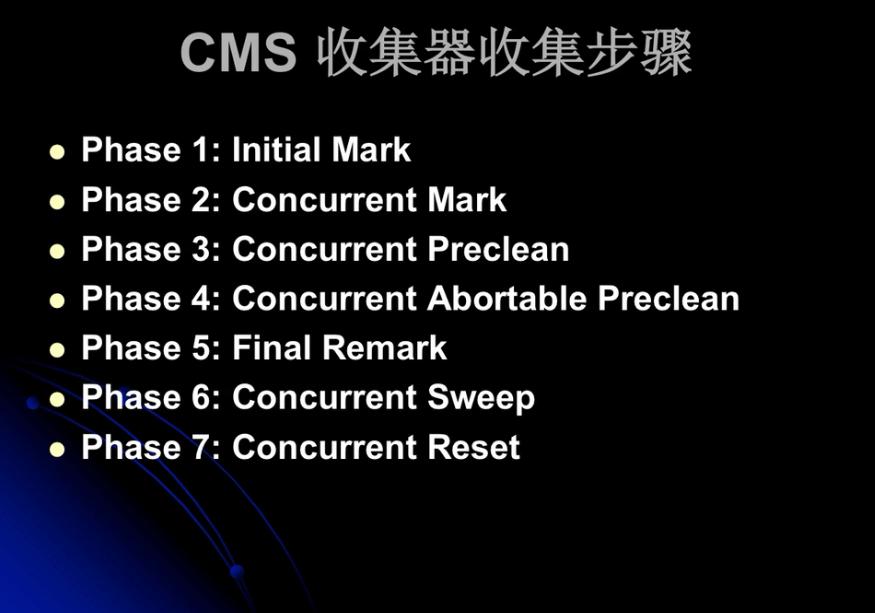 CMS 收集器收集步骤
Phase 1: Initial Mark
Phase 2: Concurrent Mark
Phase 3: Concurrent Preclean
Phase 4: Concurrent Abortable Preclean
Phase 5: Final Remark
Phase 6: Concurrent Sweep
Phase 7: Concurrent Reset